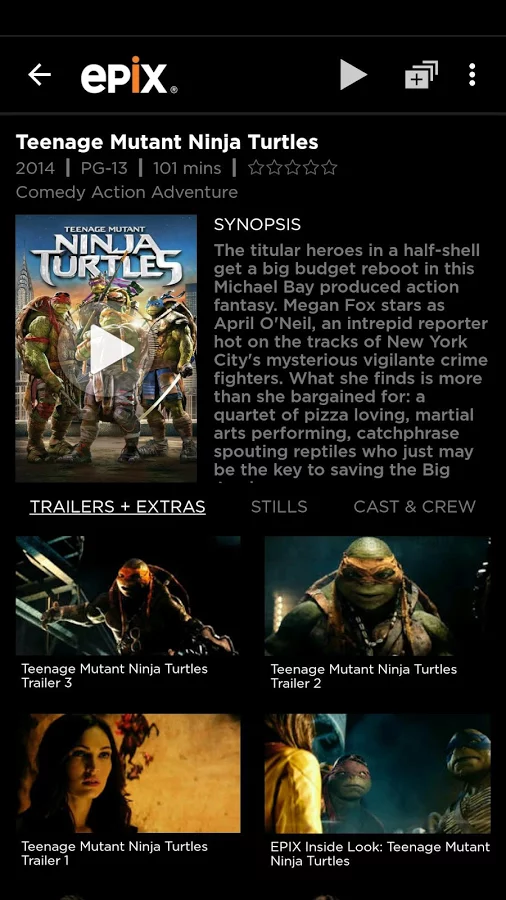 epix®
Teenage Mutant Ninja Turtles
2014 | PG-13 | 101 mins |
Comedy Action Adventure
TEENAGE MUTANT
NINJA
TURTLES
SYNOPSIS
The titular heroes in a half-shell
get a big budget reboot in this
Michael Bay produced action
fantasy. Megan Fox stars as
April O'Neil, an intrepid reporter
hot on the tracks of New York
City's mysterious vigilante crime
fighters. What she finds is more
than she bargained for: a
quartet of pizza loving, martial
arts performing, catchphrase
spouting reptiles who just may
be the key to saving the Big
TRAILERS + EXTRAS STILLS CAST & CREW
Teenage Mutant Ninja Turtles
Trailer 3
Teenage Mutant Ninja Turtles
Trailer 2
Teenage Mutant Ninja Turtles
Trailer 1
EPIX Inside Look: Teenage Mutant
Ninja Turtles